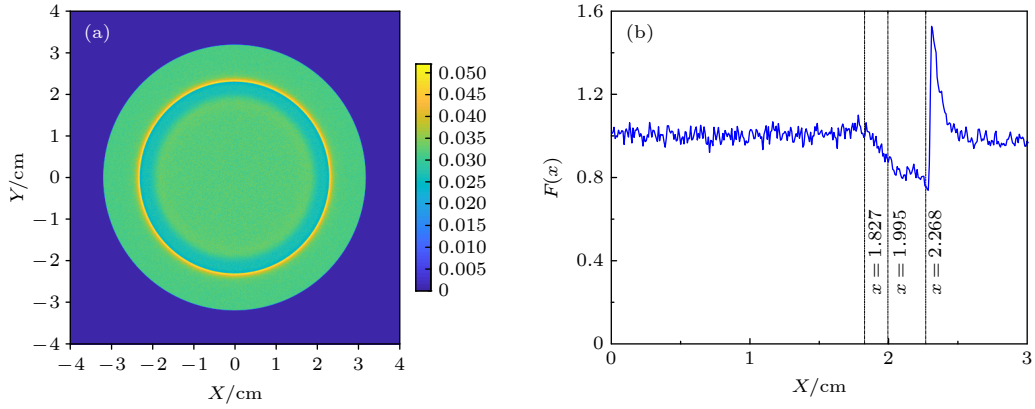 (a)
4
3
2
1
0
−1
−2
−3
−4
Y/cm
−4 −3 −2 −1 0 1 2 3 4
X/cm
0.050
0.045
0.040
0.035
0.030
0.025
0.020
0.015
0.010
0.005
0
(b)
1.6
1.2
0.8
0.4
0
F(x)
x = 1.827
x = 1.995
x = 2.268
0 1 2 3
X/cm